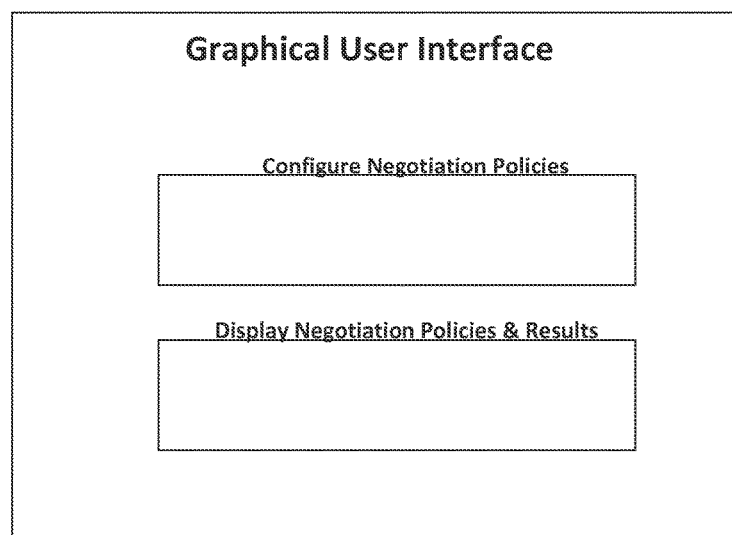 Graphical User Interface
Configure Negotiation Policies
Display Negotiation Policies & Results